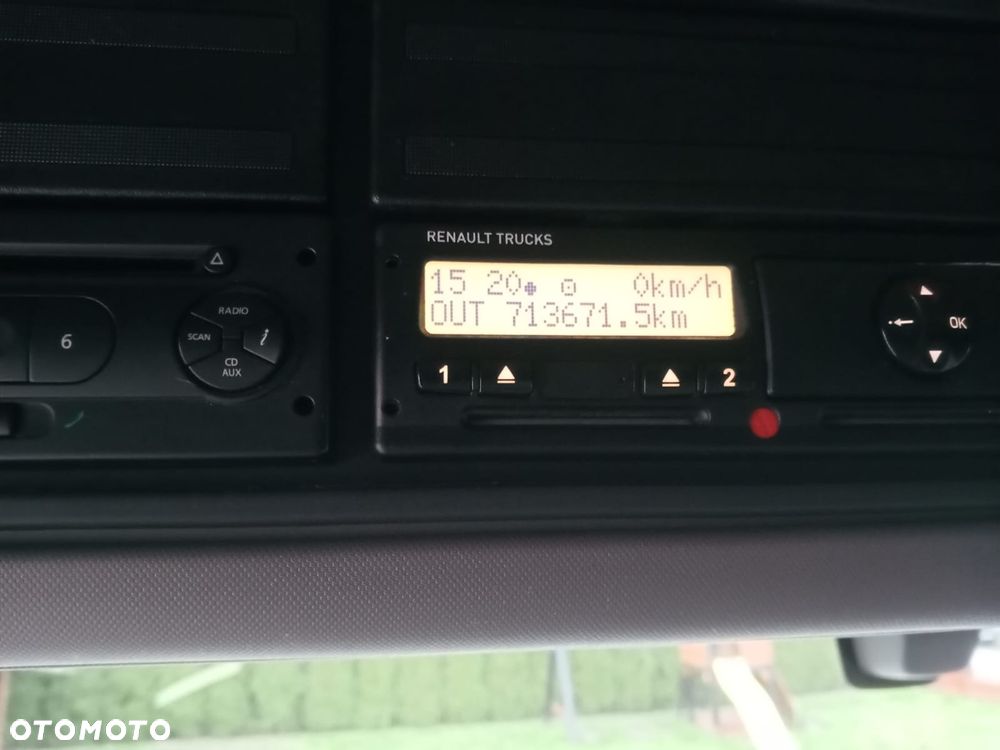 RENAULT TRUCKS
15 20 0km/h
OUT 713671.5km
RADIO
SCAN
i
CD
AUX
6
OK
1
2
OTOMOTO